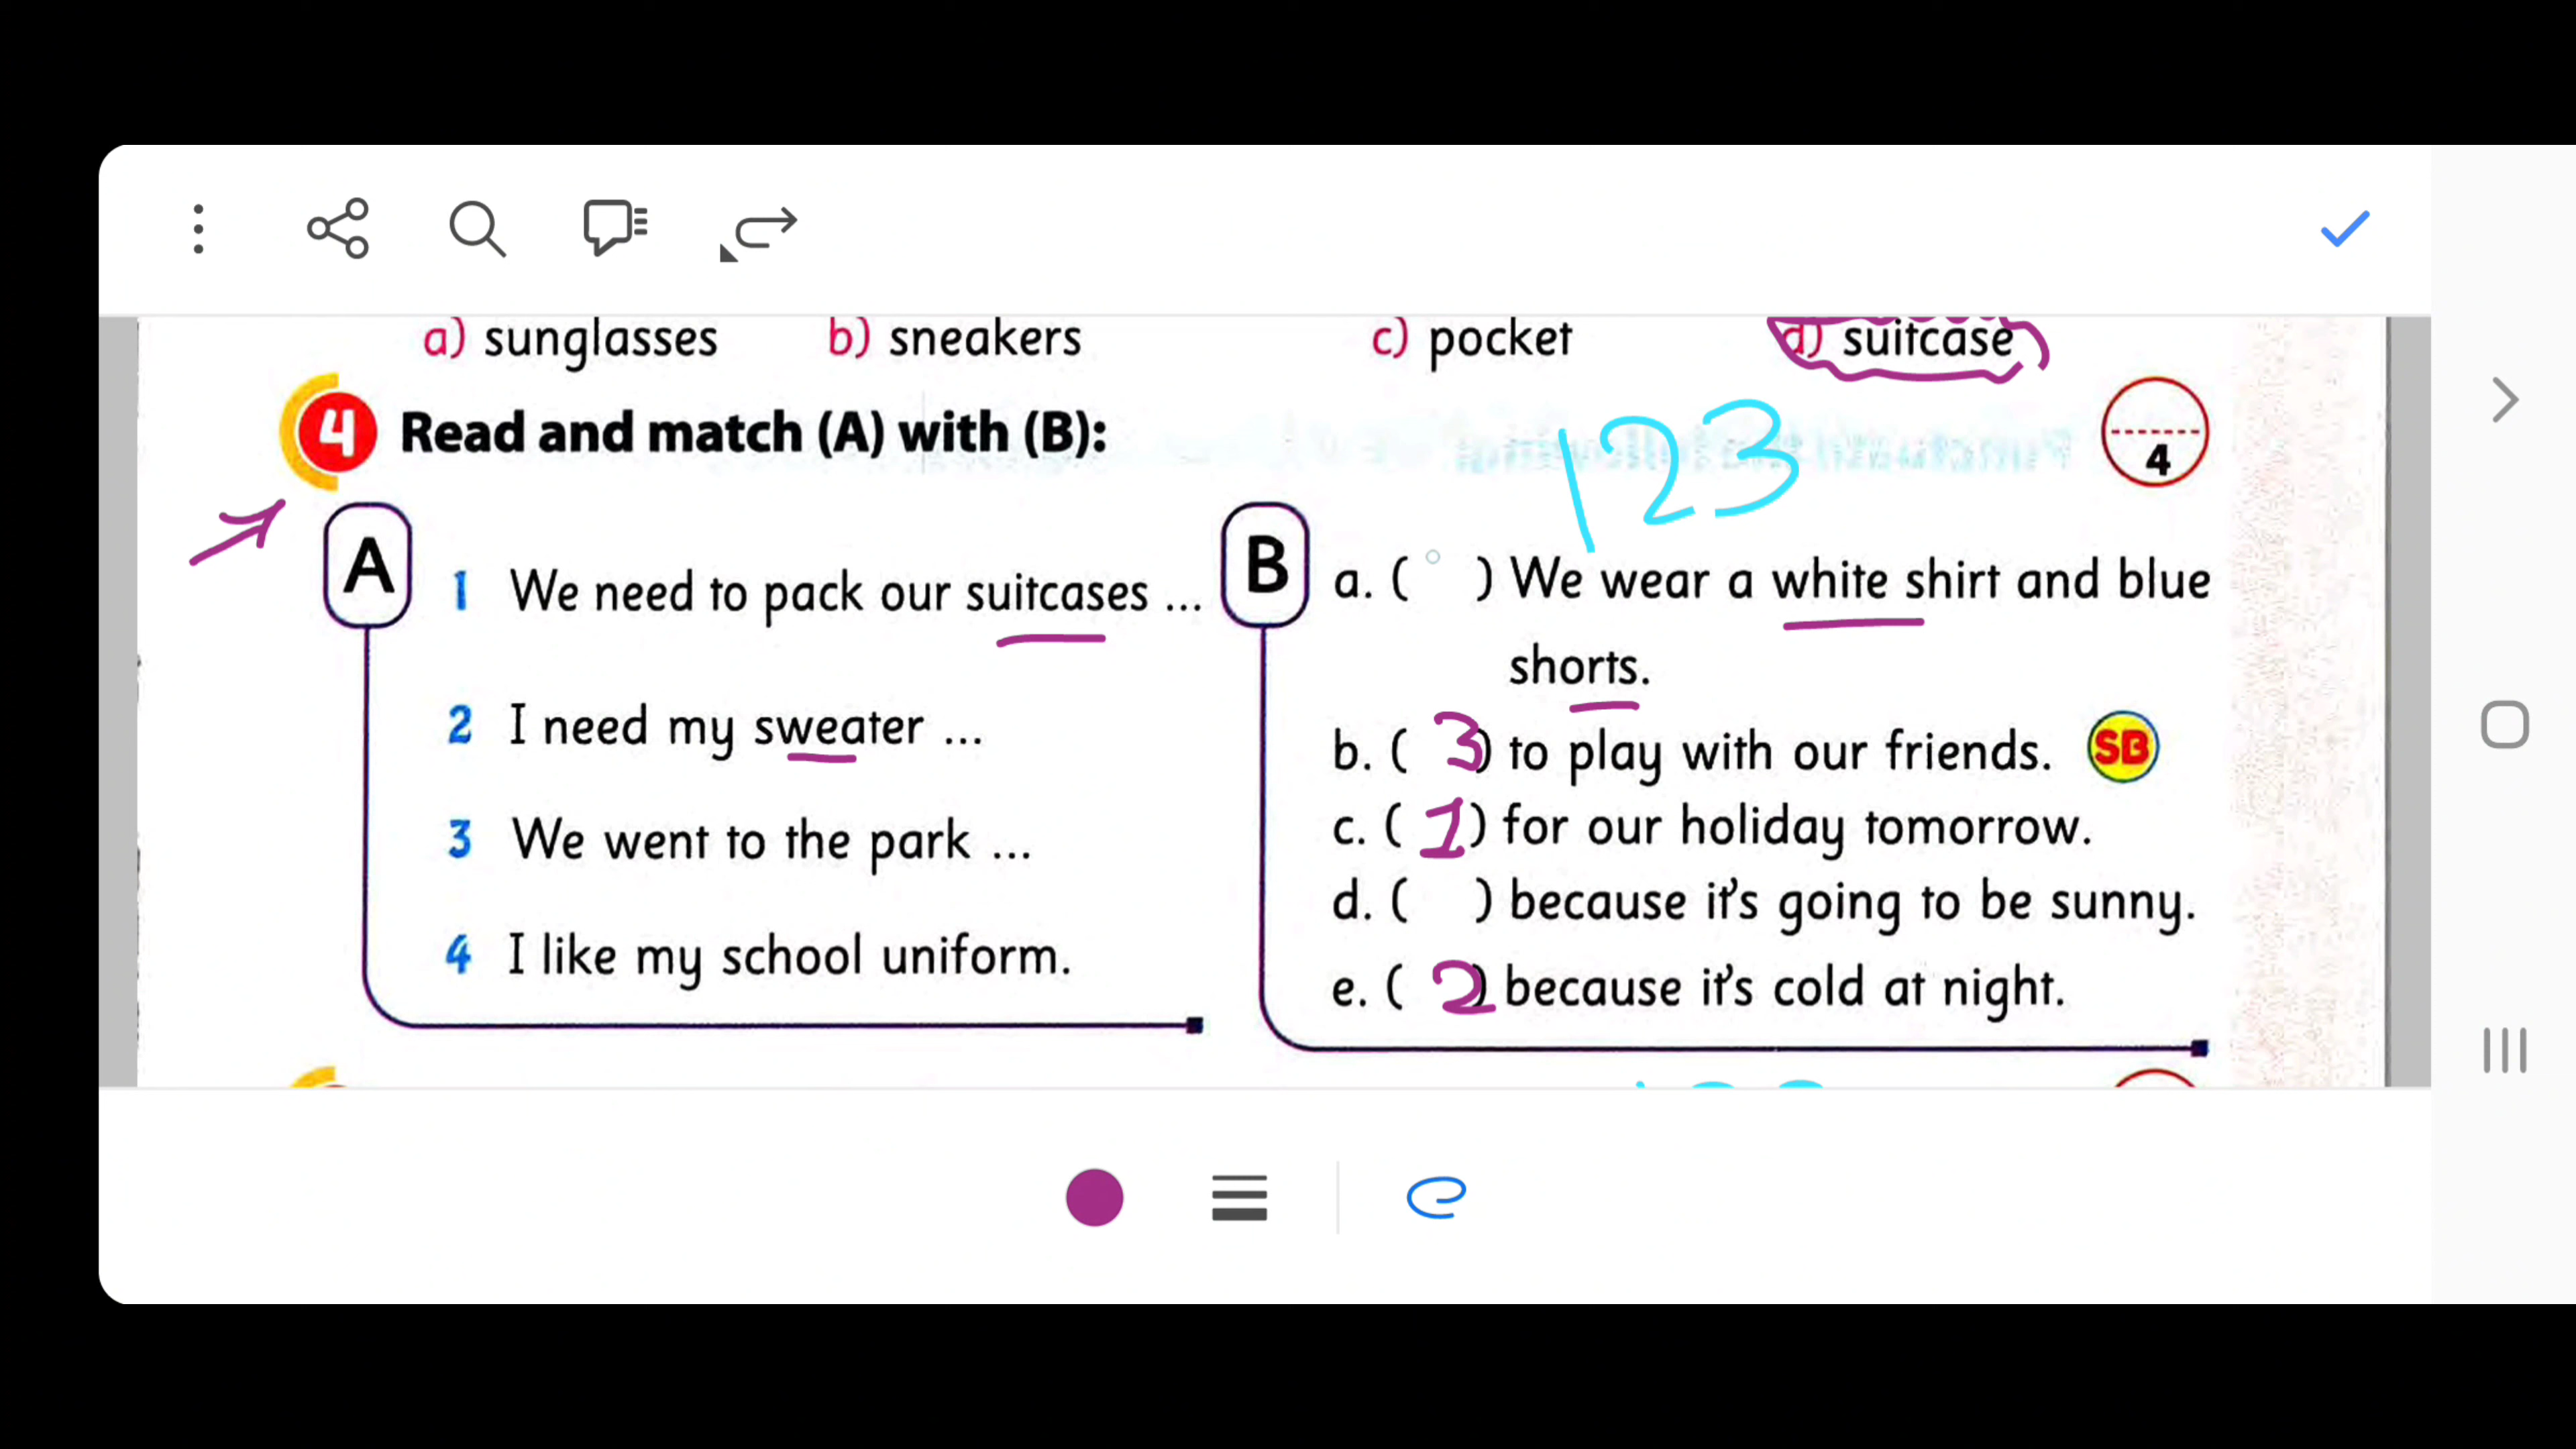 a) sunglasses b) sneakers c) pocket d) suitcase
4 Read and match (A) with (B): 123 4
A
1 We need to pack our suitcases ...
2 I need my sweater ...
3 We went to the park ...
4 I like my school uniform.
B
a. ( ) We wear a white shirt and blue
shorts.
b. ( 3 ) to play with our friends. SB
c. ( 1 ) for our holiday tomorrow.
d. ( ) because it's going to be sunny.
e. ( 2 ) because it's cold at night.